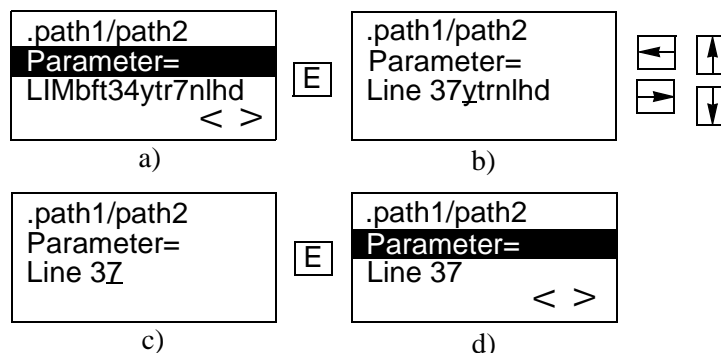 .path1/path2
Parameter=
LIMbft34ytr7nlhd
< >
a)
E
.path1/path2
Parameter=
Line 37ytrnlhd
b)
.path1/path2
Parameter=
Line 37
c)
E
.path1/path2
Parameter=
Line 37
< >
d)